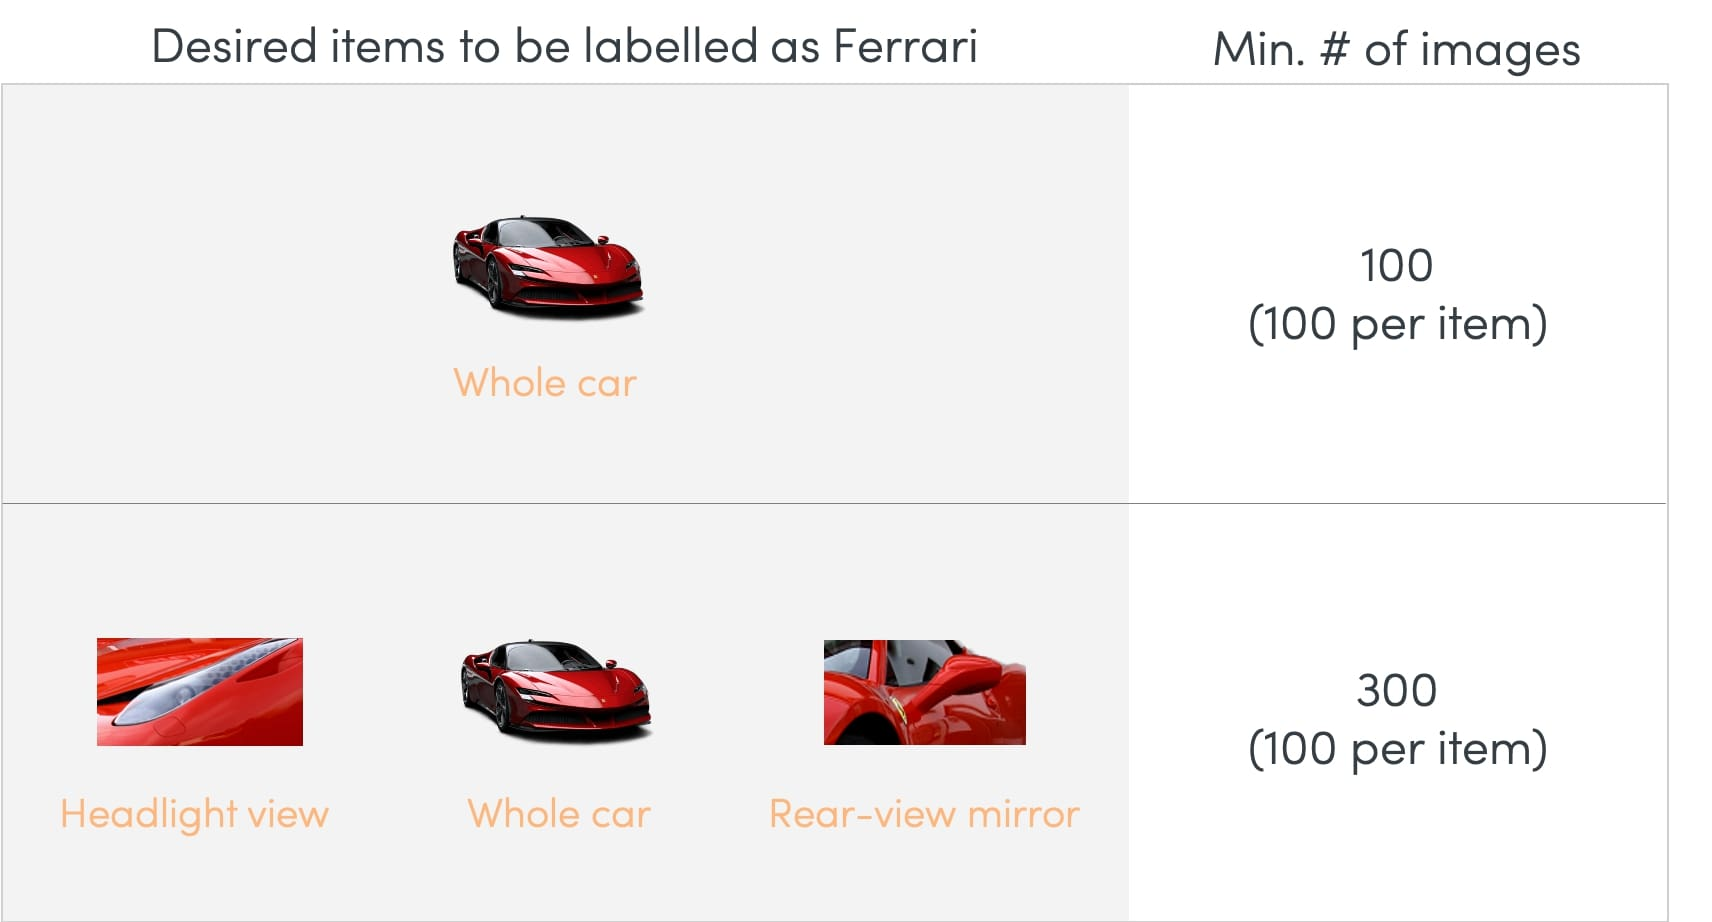 Desired items to be labelled as Ferrari
Min. # of images
Whole car
100
(100 per item)
Headlight view
Whole car
Rear-view mirror
300
(100 per item)